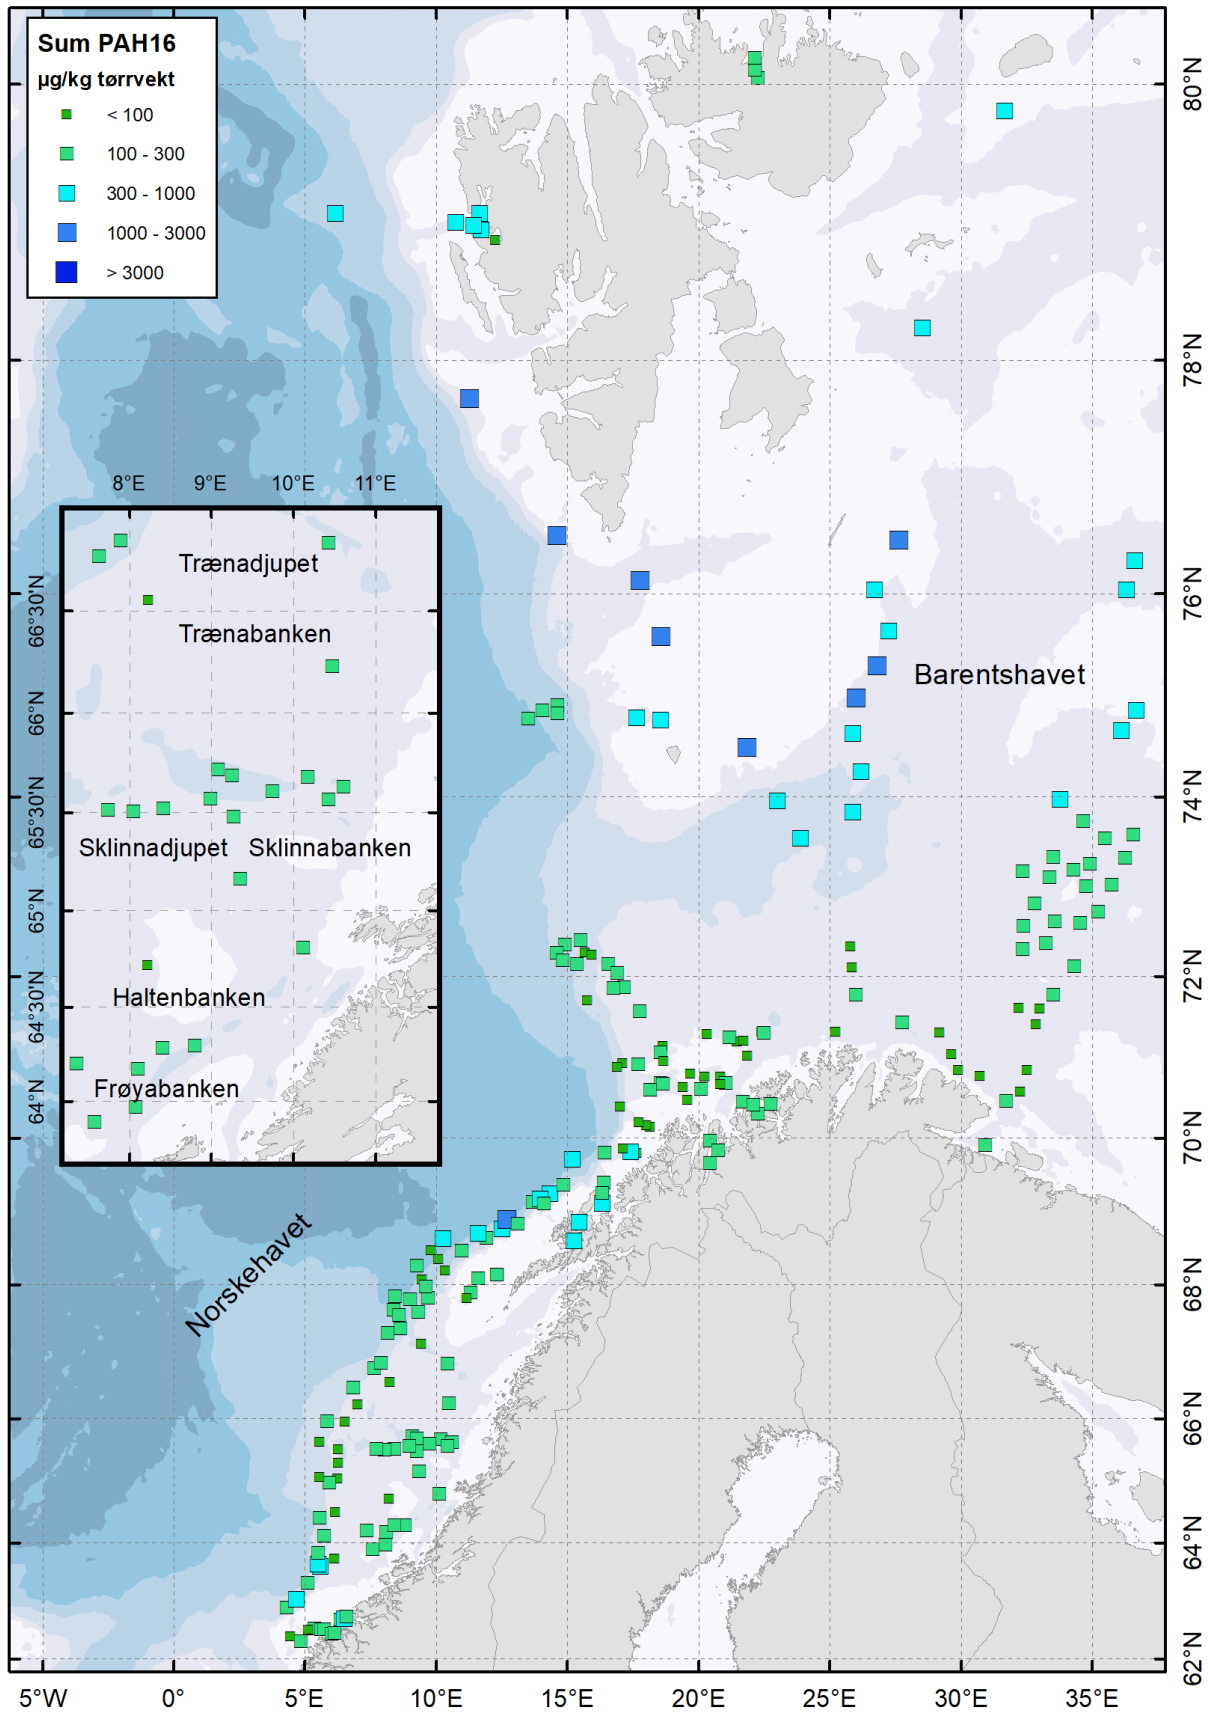 Sum PAH16
µg/kg tørrvekt
< 100
100 - 300
300 - 1000
1000 - 3000
> 3000
80°N
78°N
76°N
74°N
72°N
70°N
68°N
66°N
64°N
62°N
8°E
9°E
10°E
11°E
66°30'N
66°N
65°30'N
65°N
64°30'N
64°N
Trænadjupet
Trænabanken
Sklinnadjupet
Sklinnabanken
Haltenbanken
Frøyabanken
Barentshavet
Norskehavet
5°W
0°
5°E
10°E
15°E
20°E
25°E
30°E
35°E